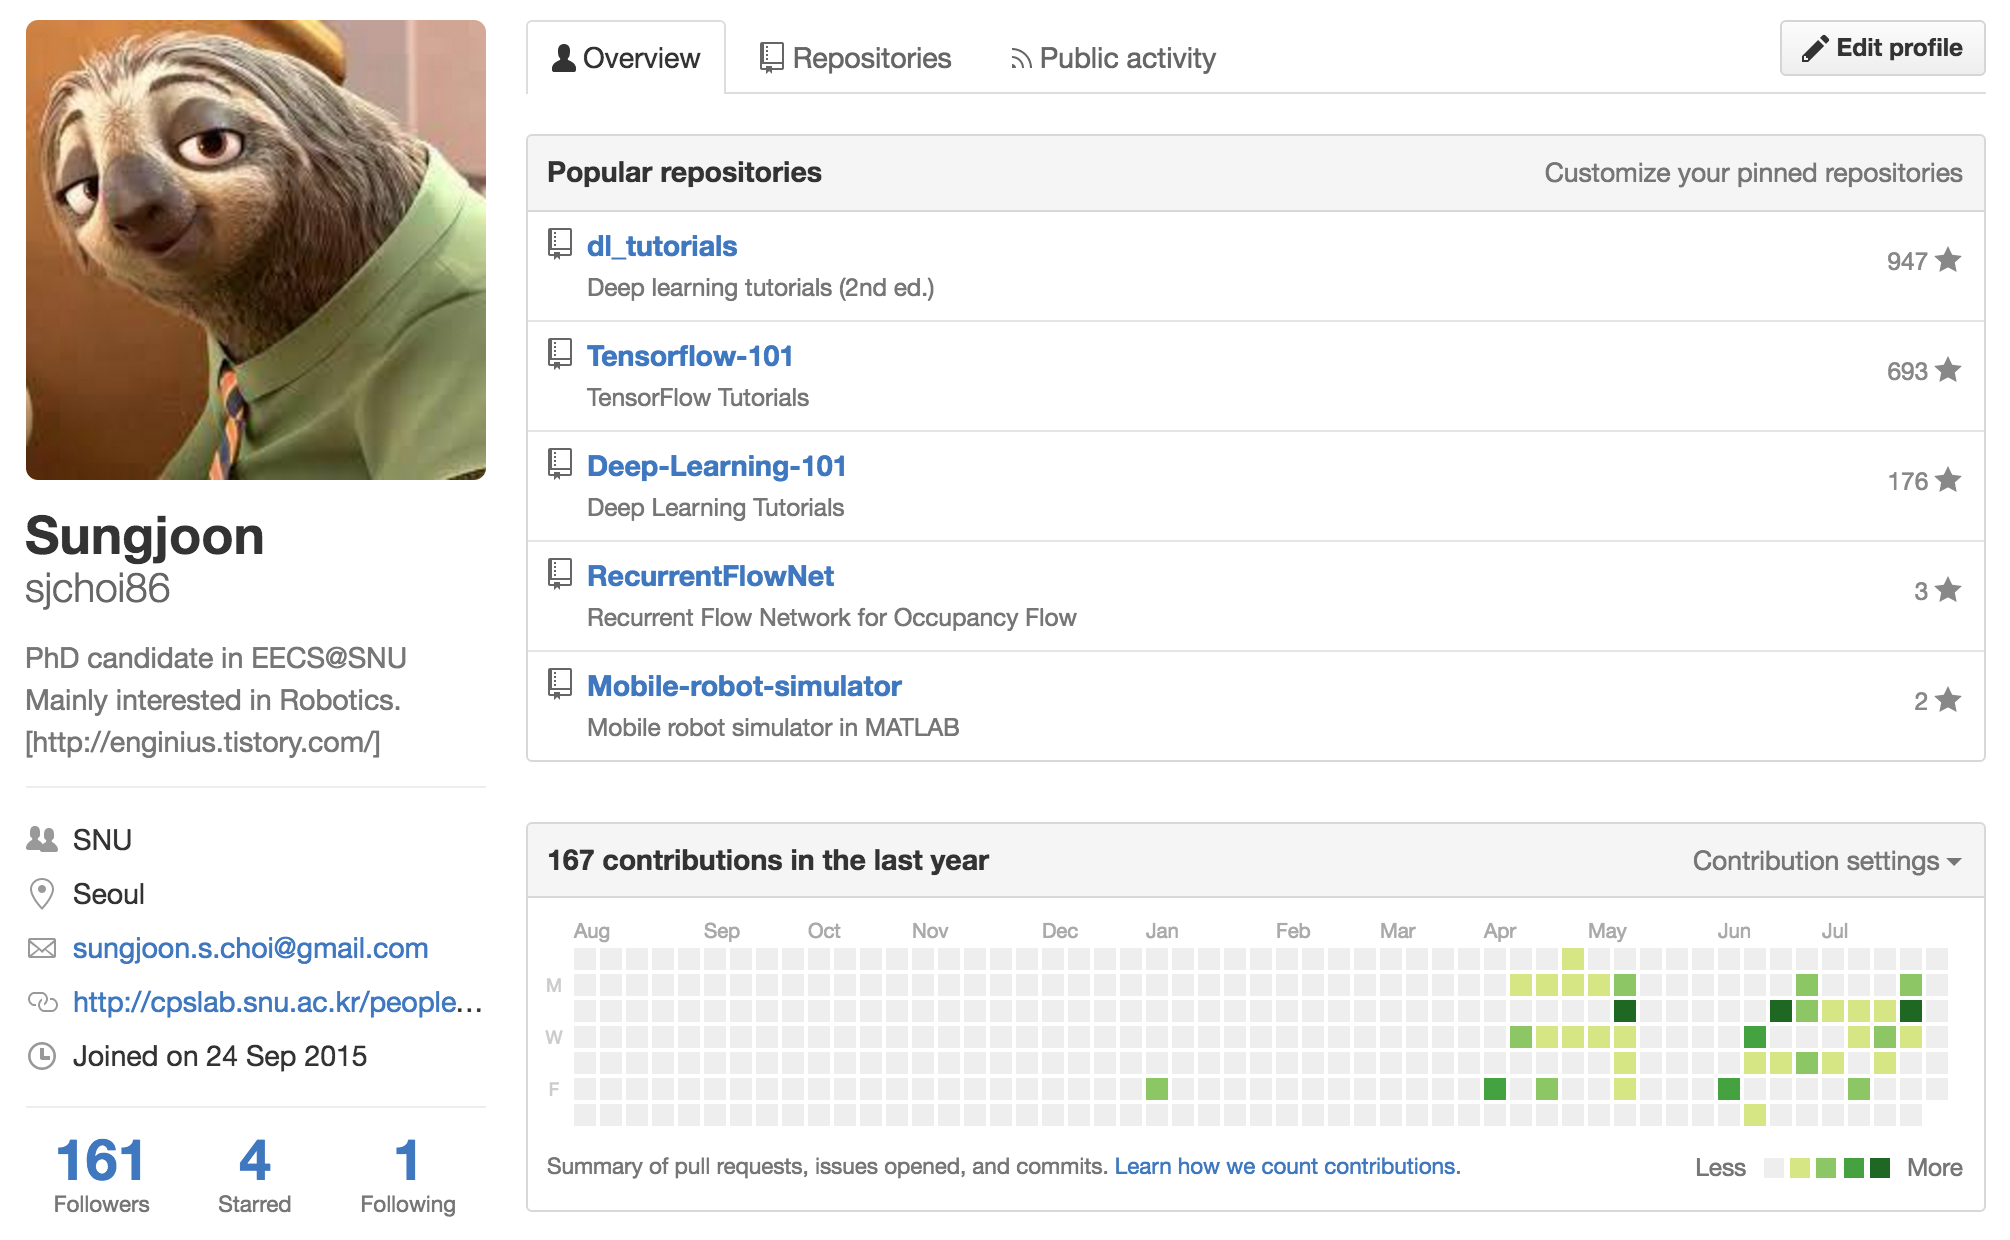 Overview
Repositories
Public activity
Edit profile
Popular repositories
Customize your pinned repositories
dl_tutorials
Deep learning tutorials (2nd ed.)
947
Tensorflow-101
TensorFlow Tutorials
693
Deep-Learning-101
Deep Learning Tutorials
176
RecurrentFlowNet
Recurrent Flow Network for Occupancy Flow
3
Mobile-robot-simulator
Mobile robot simulator in MATLAB
2
Sungjoon
sjchoi86
PhD candidate in EECS@SNU
Mainly interested in Robotics.
[http://enginius.tistory.com/]
SNU
Seoul
sungjoon.s.choi@gmail.com
http://cpslab.snu.ac.kr/people...
Joined on 24 Sep 2015
161 4 1
Followers Starred Following
167 contributions in the last year
Contribution settings
Aug Sep Oct Nov Dec Jan Feb Mar Apr May Jun Jul
M
W
F
Summary of pull requests, issues opened, and commits. Learn how we count contributions.
Less More